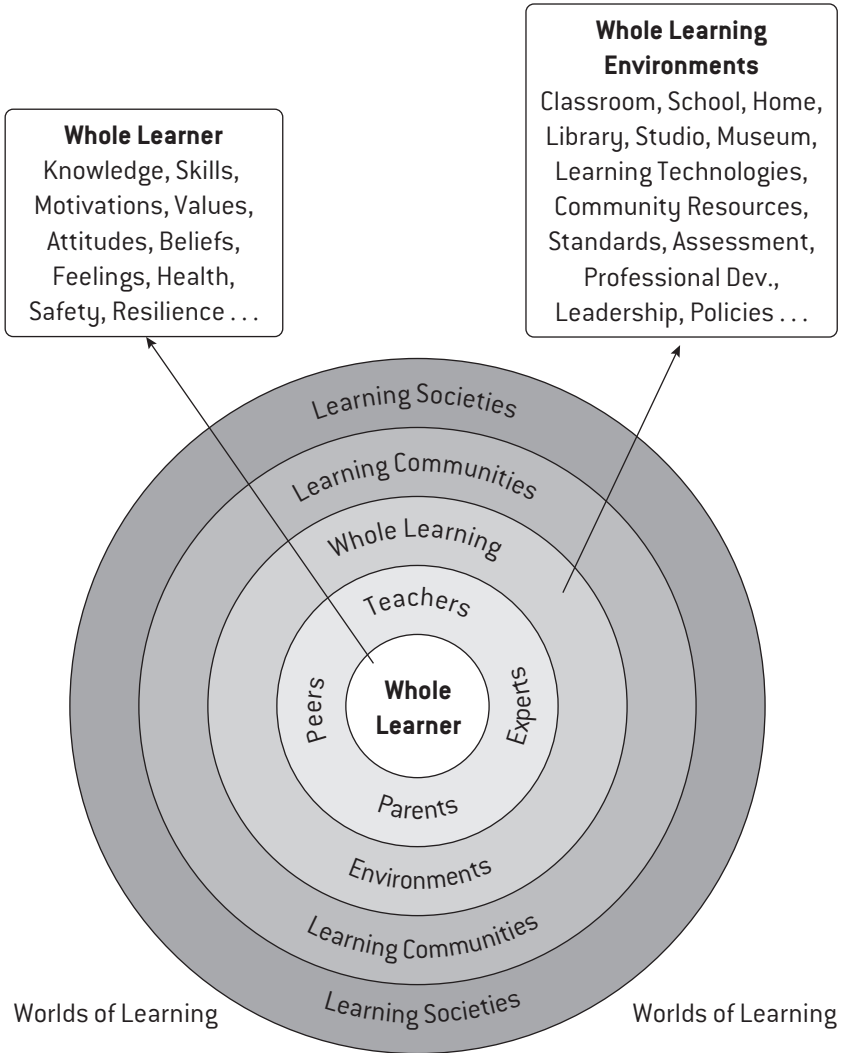 Whole Learning
Environments
Classroom, School, Home,
Library, Studio, Museum,
Learning Technologies,
Community Resources,
Standards, Assessment,
Professional Dev.,
Leadership, Policies . . .
Whole Learner
Knowledge, Skills,
Motivations, Values,
Attitudes, Beliefs,
Feelings, Health,
Safety, Resilience . . .
Learning Societies
Learning Communities
Whole Learning
Teachers
Peers
Whole
Learner
Experts
Parents
Environments
Learning Communities
Learning Societies
Worlds of Learning
Worlds of Learning